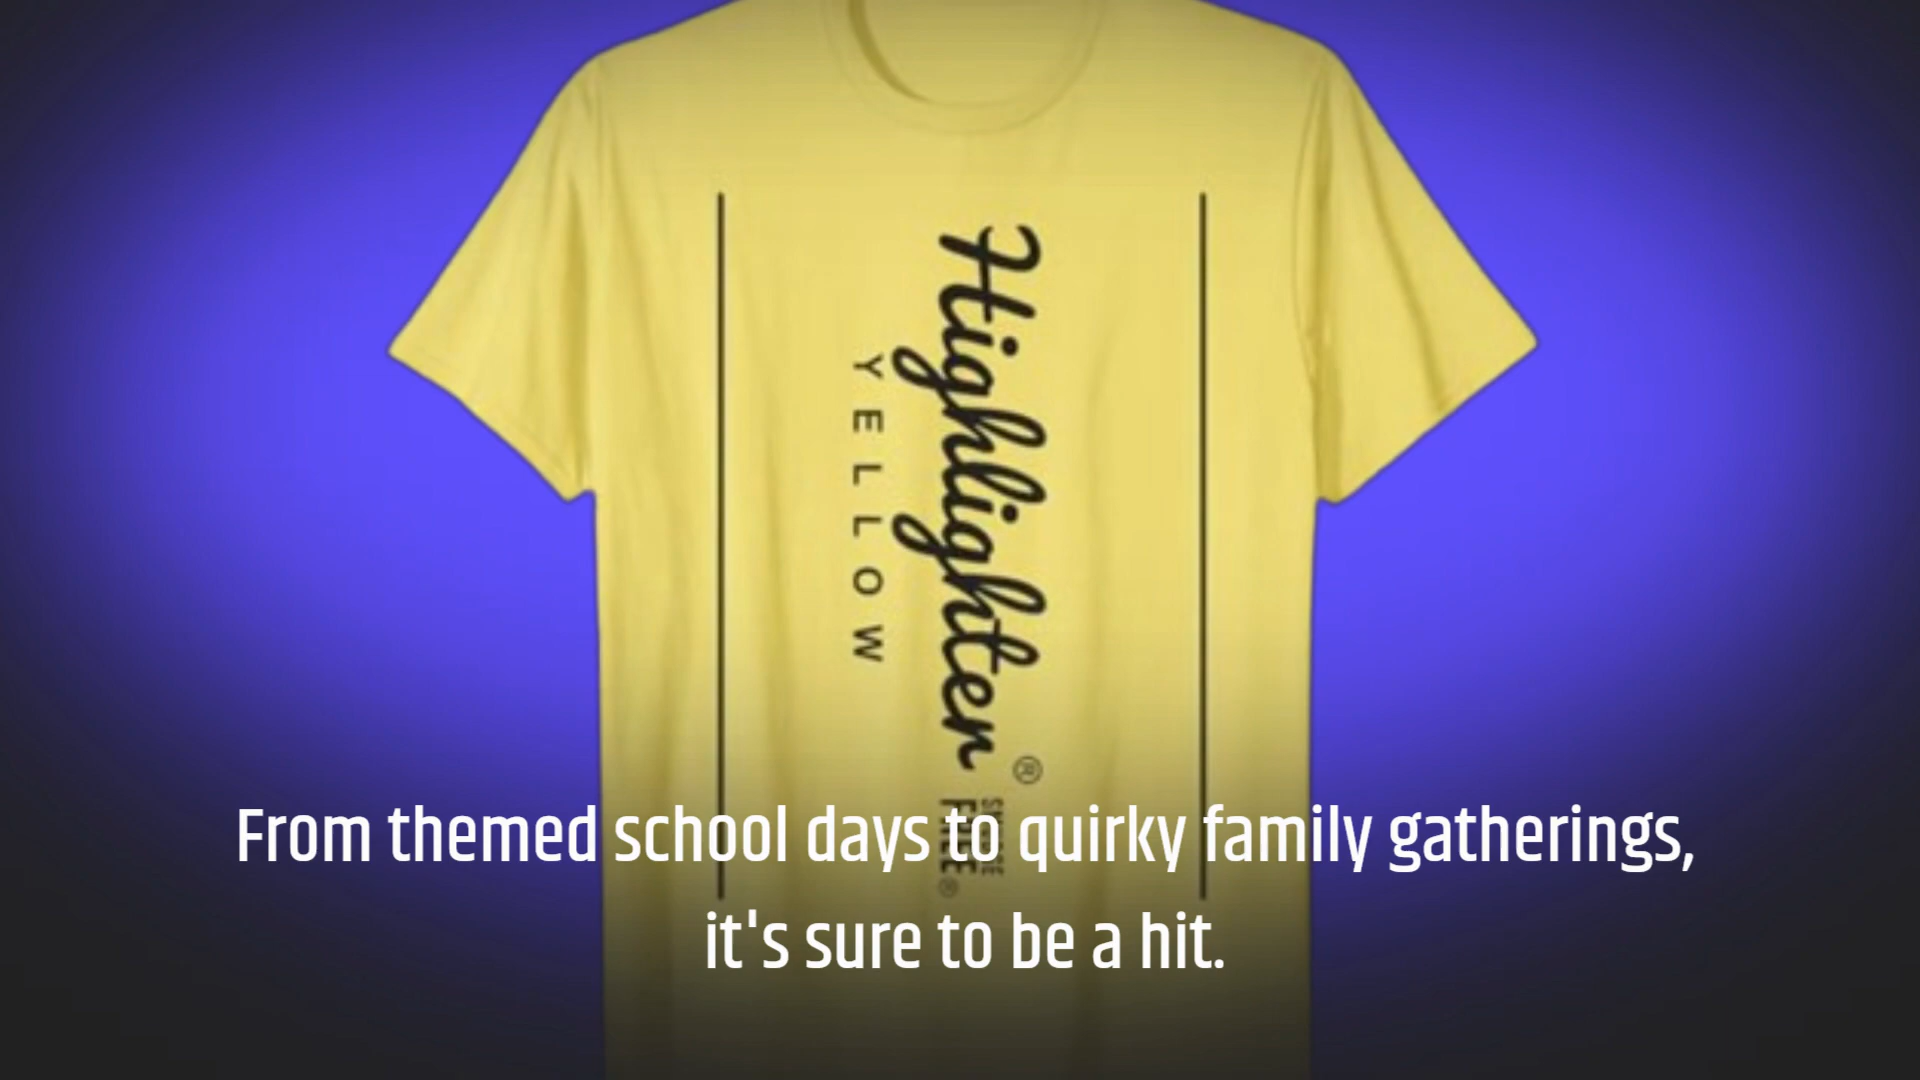 Highlighter®
YELLOW
From themed school days to quirky family gatherings,
it's sure to be a hit.